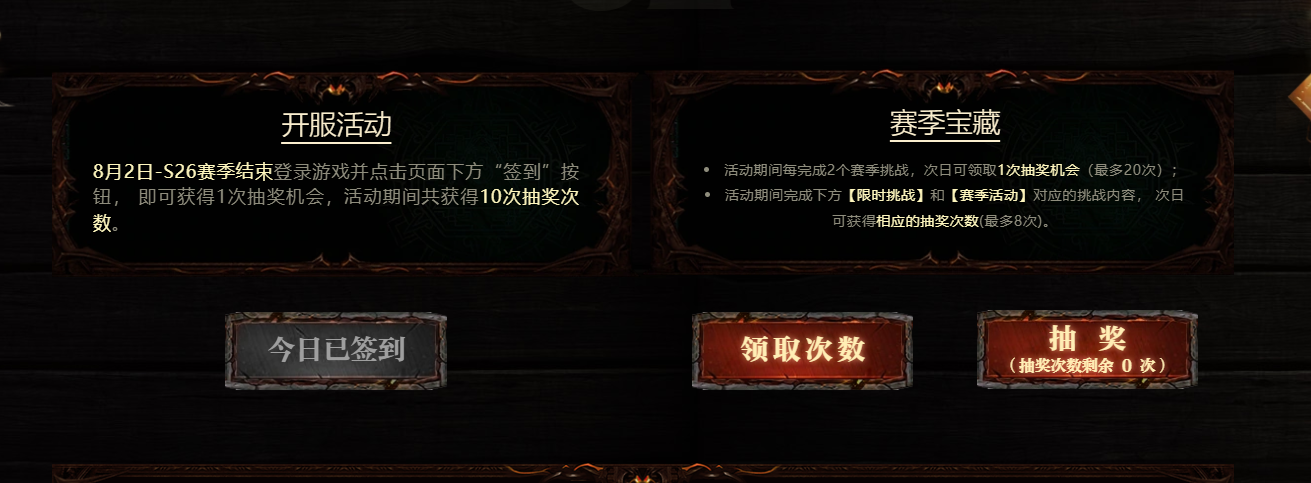 开服活动
8月2日-S26赛季结束登录游戏并点击页面下方“签到”按
钮， 即可获得1次抽奖机会，活动期间共获得10次抽奖次
数。
赛季宝藏
• 活动期间每完成2个赛季挑战，次日可领取1次抽奖机会（最多20次）；
• 活动期间完成下方【限时挑战】和【赛季活动】对应的挑战内容， 次日
可获得相应的抽奖次数(最多8次)。
今日已签到
领取次数
抽 奖
（抽奖次数剩余 0 次）